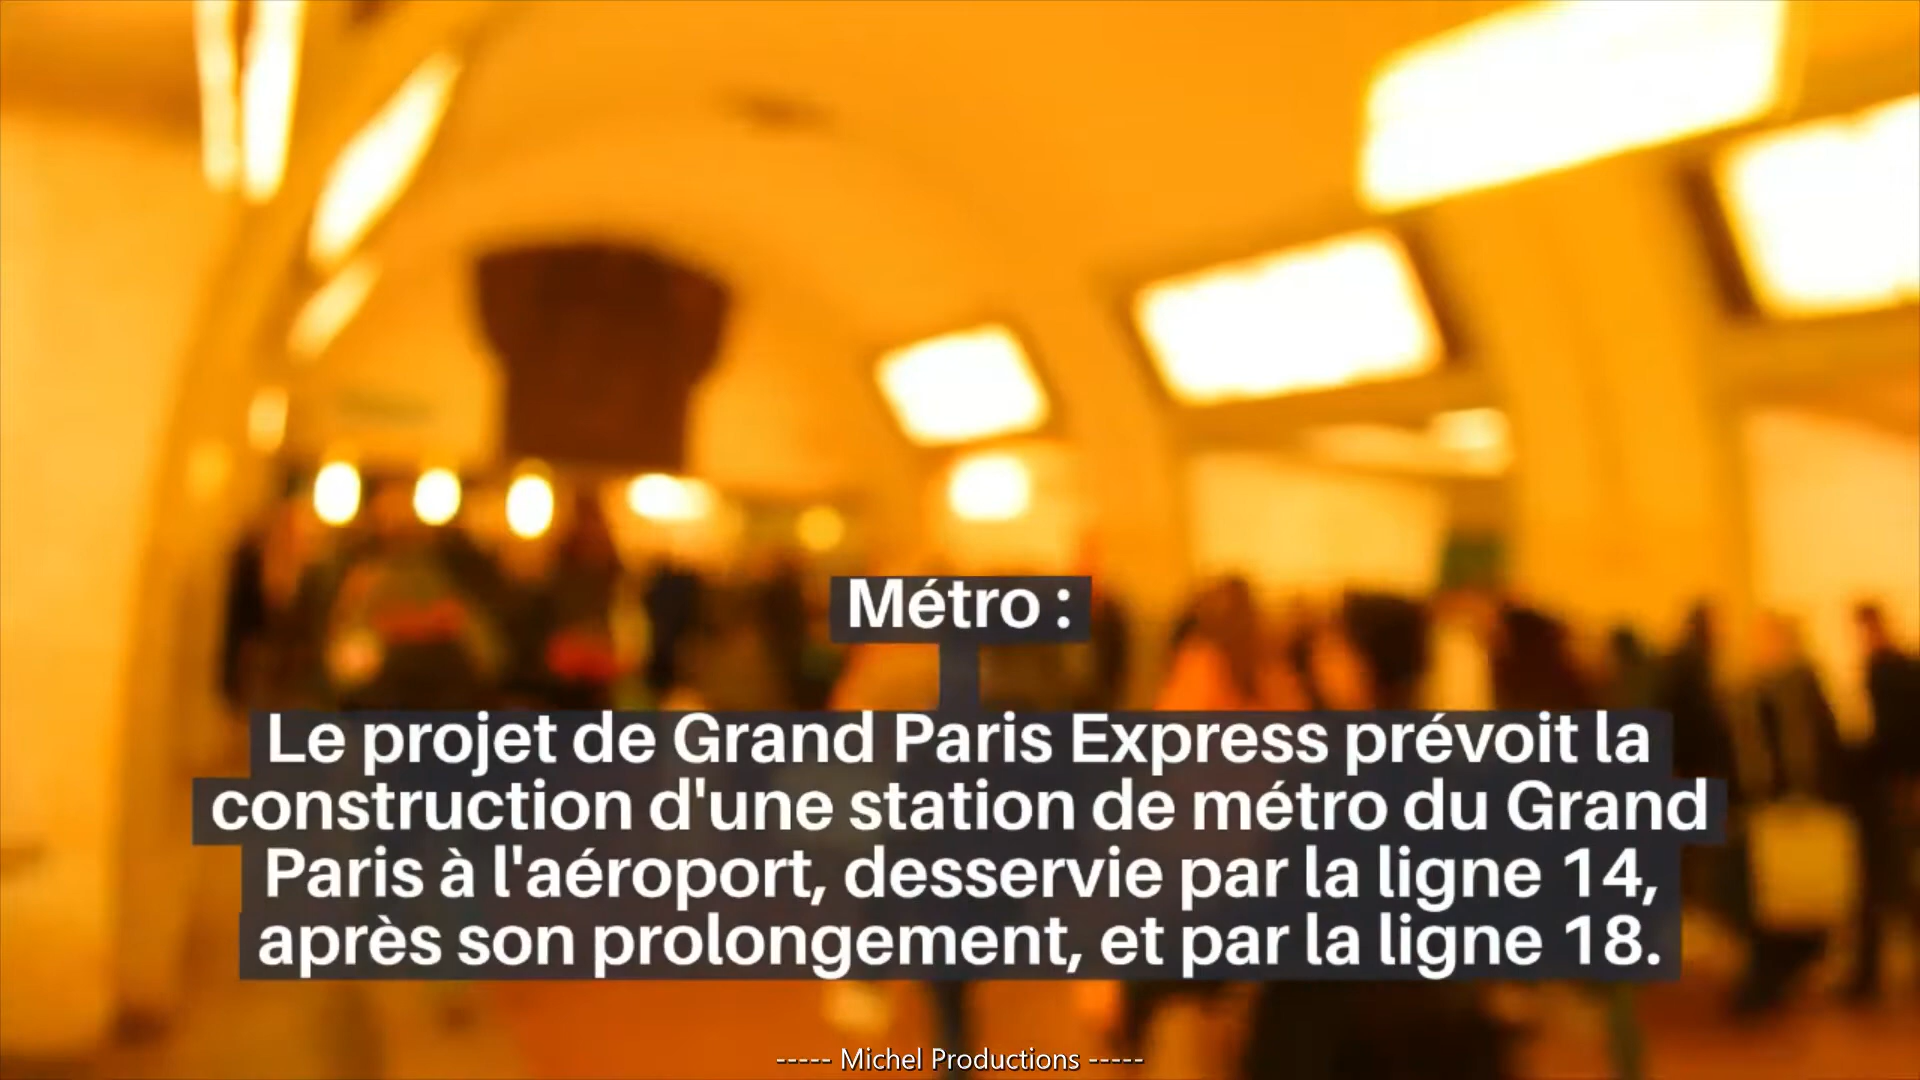 Métro :
Le projet de Grand Paris Express prévoit la
construction d'une station de métro du Grand
Paris à l'aéroport, desservie par la ligne 14,
après son prolongement, et par la ligne 18.
----- Michel Productions -----